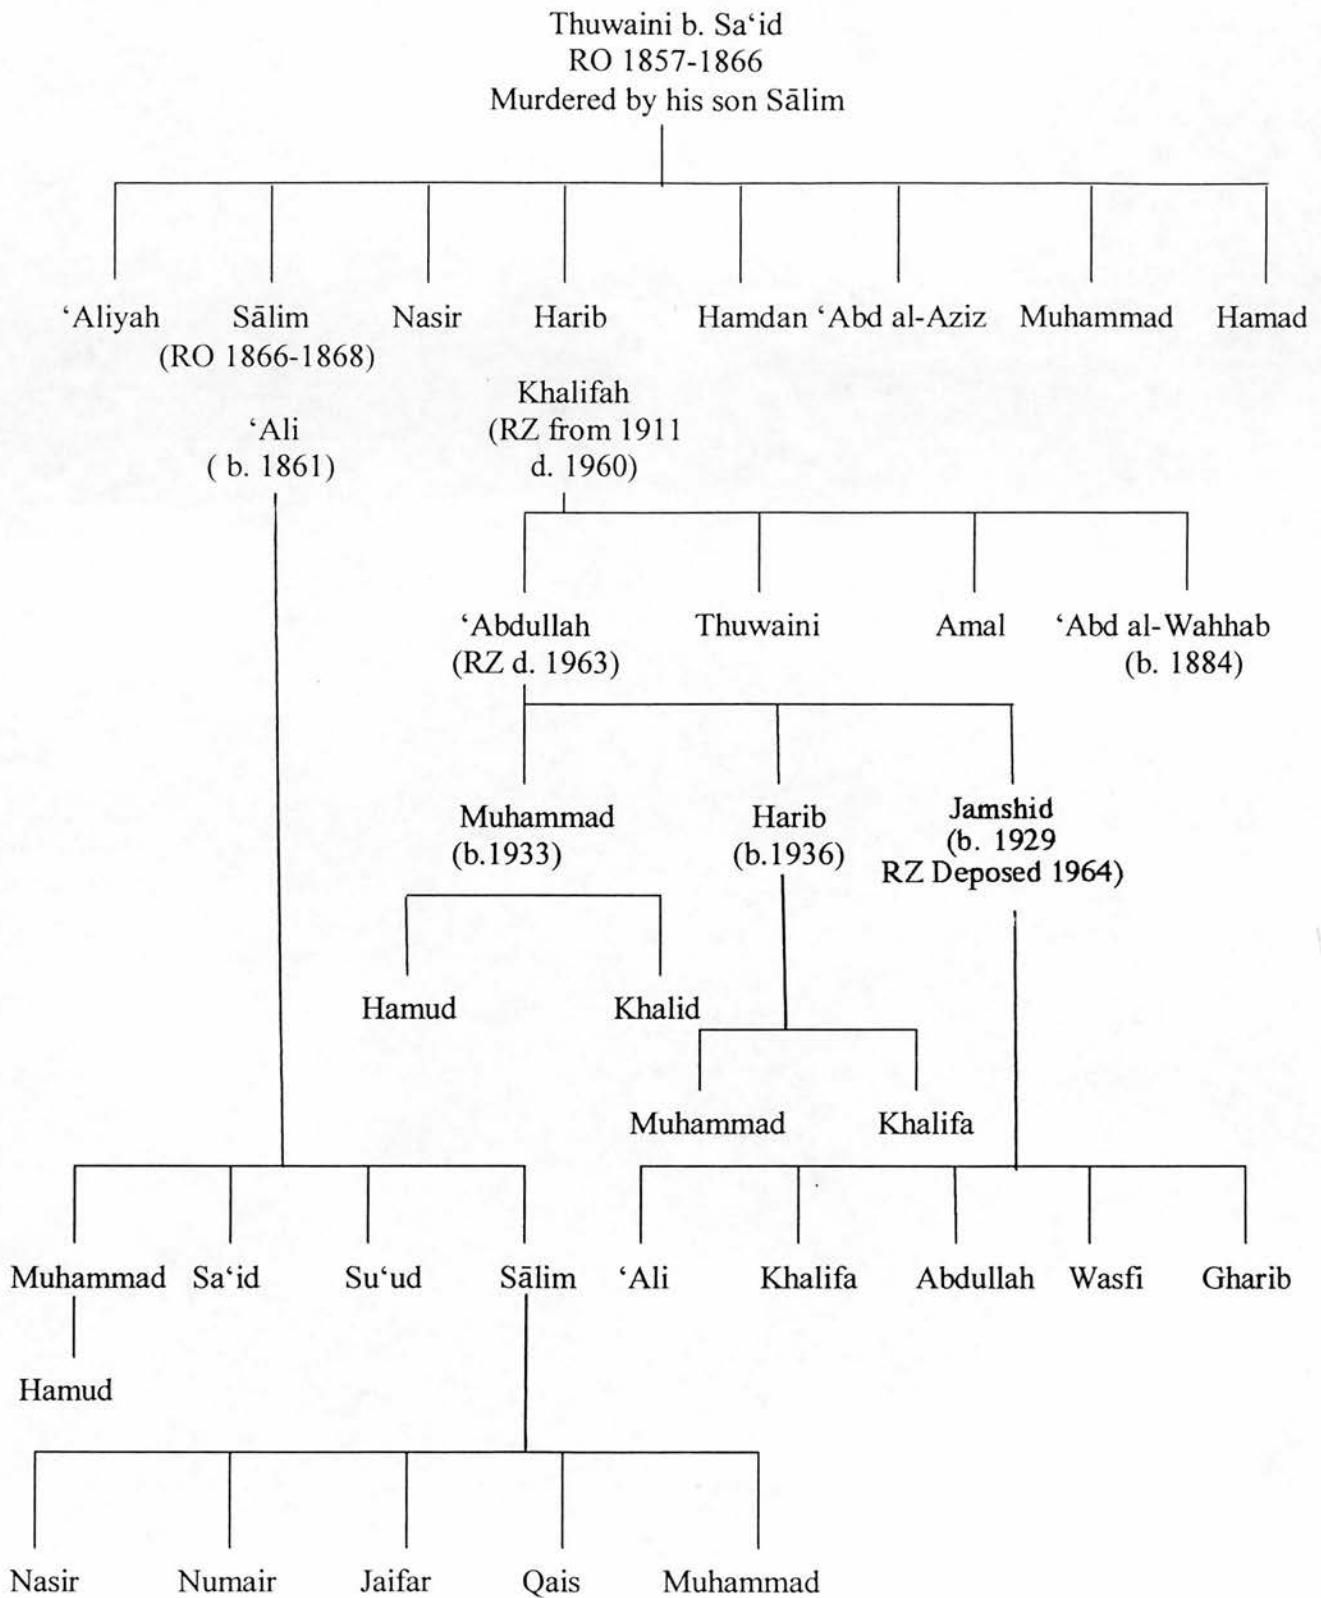 Thuwaini b. Sa‘id
RO 1857-1866
Murdered by his son Sālim
‘Aliyah Sālim Nasir Harib Hamdan ‘Abd al-Aziz Muhammad Hamad
(RO 1866-1868)
Khalifah
‘Ali (RZ from 1911
( b. 1861) d. 1960)
‘Abdullah Thuwaini Amal ‘Abd al-Wahhab
(RZ d. 1963) (b. 1884)
Muhammad Harib Jamshid
(b.1933) (b.1936) (b. 1929
RZ Deposed 1964)
Hamud Khalid
Muhammad Khalifa
Muhammad Sa‘id Su‘ud Sālim ‘Ali Khalifa Abdullah Wasfi Gharib
Hamud
Nasir Numair Jaifar Qais Muhammad